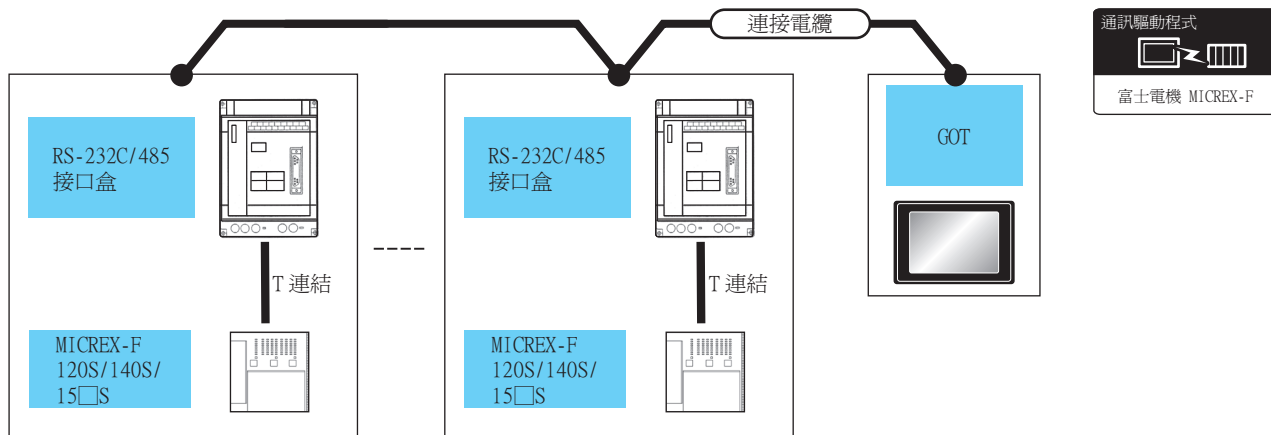 連接電纜
通訊驅動程式
富士電機 MICREX-F
RS-232C/485
接口盒
T 連結
MICREX-F
120S/140S/
15□S
RS-232C/485
接口盒
T 連結
MICREX-F
120S/140S/
15□S
GOT